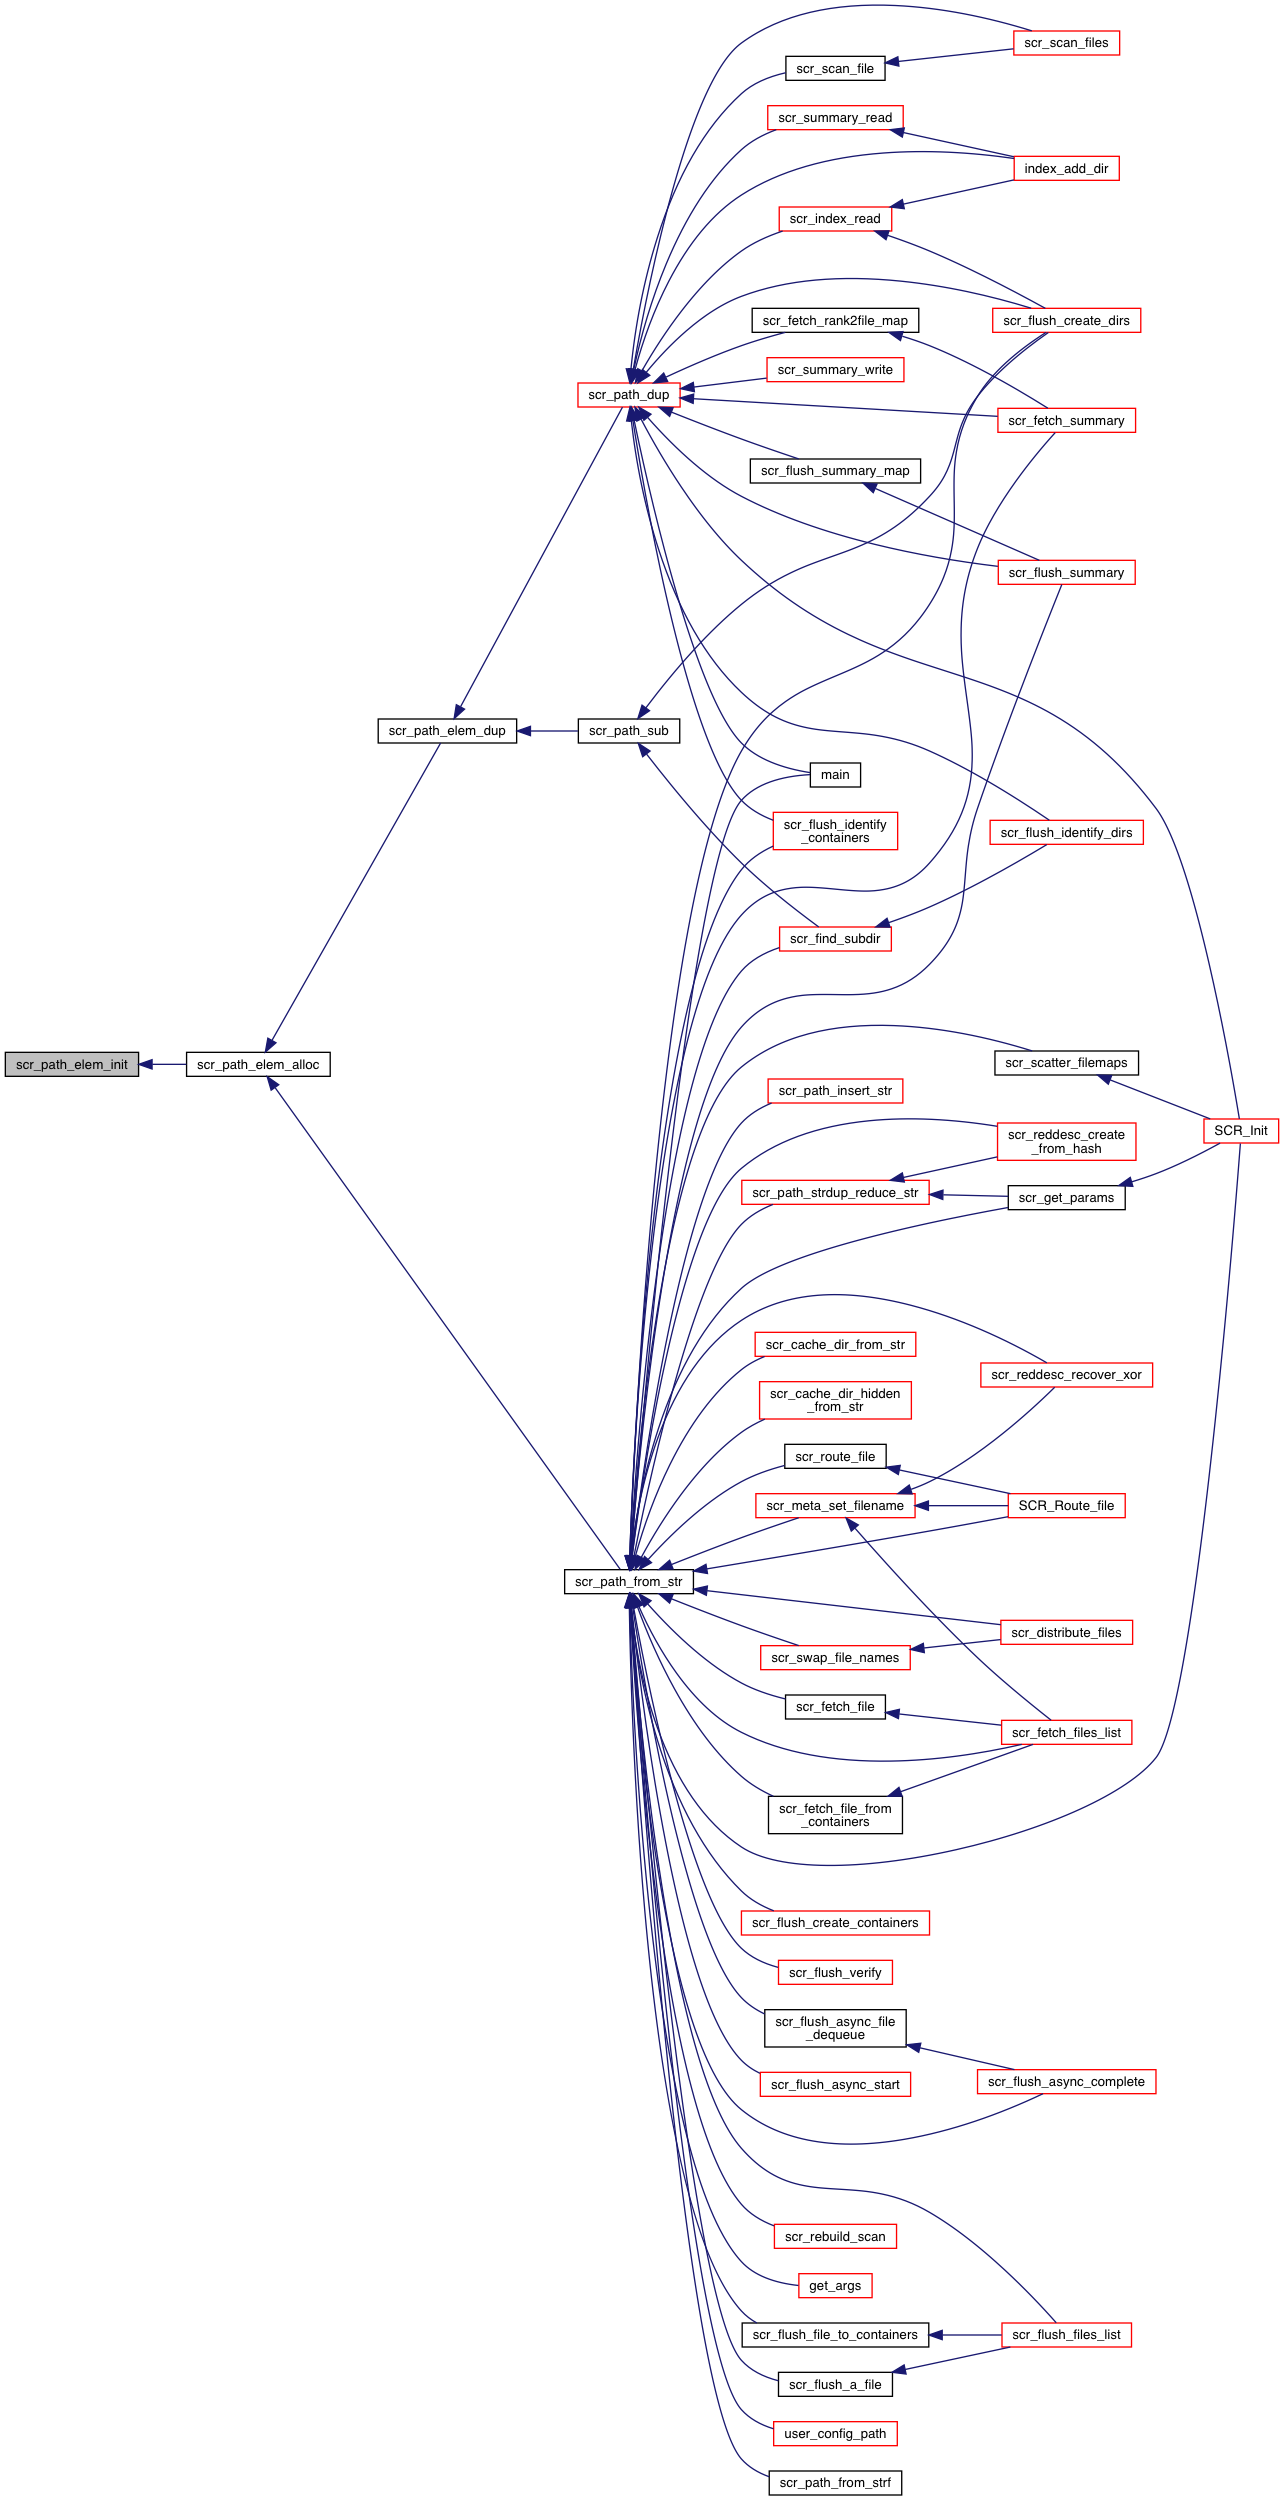 scr_scan_files
scr_scan_file
scr_summary_read
index_add_dir
scr_index_read
scr_fetch_rank2file_map
scr_flush_create_dirs
scr_summary_write
scr_path_dup
scr_fetch_summary
scr_flush_summary_map
scr_flush_summary
scr_path_elem_dup
scr_path_sub
main
scr_flush_identify
_containers
scr_flush_identify_dirs
scr_find_subdir
scr_path_elem_init
scr_path_elem_alloc
scr_scatter_filemaps
scr_path_insert_str
SCR_Init
scr_reddesc_create
_from_hash
scr_path_strdup_reduce_str
scr_get_params
scr_cache_dir_from_str
scr_reddesc_recover_xor
scr_cache_dir_hidden
_from_str
scr_route_file
scr_meta_set_filename
SCR_Route_file
scr_path_from_str
scr_distribute_files
scr_swap_file_names
scr_fetch_file
scr_fetch_files_list
scr_fetch_file_from
_containers
scr_flush_create_containers
scr_flush_verify
scr_flush_async_file
_dequeue
scr_flush_async_start
scr_flush_async_complete
scr_rebuild_scan
get_args
scr_flush_file_to_containers
scr_flush_files_list
scr_flush_a_file
user_config_path
scr_path_from_strf